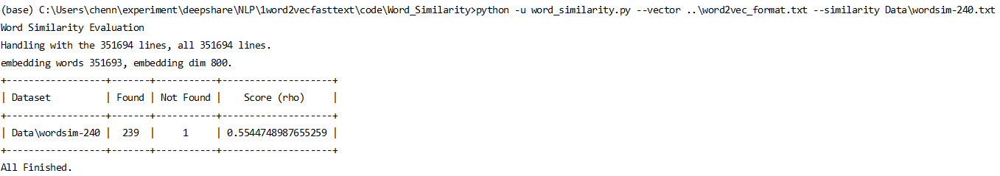 (base) C:\Users\chenn\experiment\deepshare\NLP\1word2vecfasttext\code\Word_Similarity>python -u word_similarity.py --vector ..\word2vec_format.txt --similarity Data\wordsim-240.txt
Word Similarity Evaluation
Handling with the 351694 lines, all 351694 lines.
embedding words 351693, embedding dim 800.
+------------------+-------+-----------+--------------------+
| Dataset          | Found | Not Found |    Score (rho)     |
+------------------+-------+-----------+--------------------+
| Data\wordsim-240 |  239  |     1     | 0.5544748987655259 |
+------------------+-------+-----------+--------------------+
All Finished.